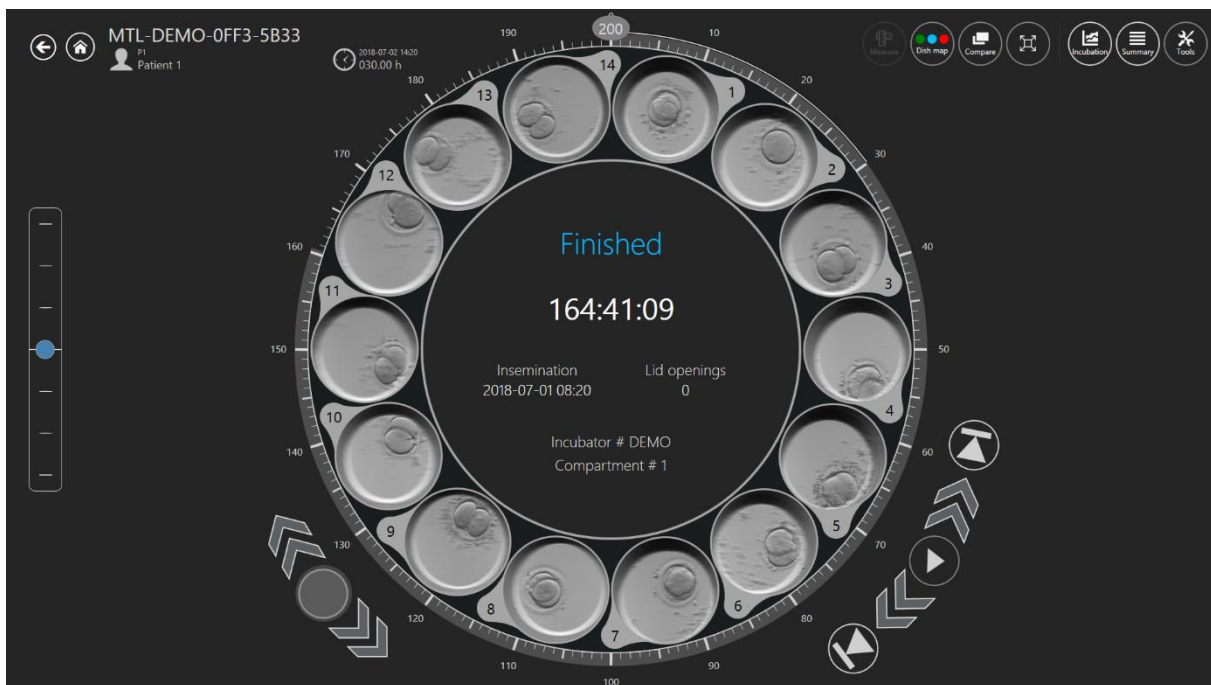 MTL-DEMO-0FF3-5B33
P1
Patient 1
2018-07-02 14:20
030.00 h
Measure
Dish map
Compare
Incubation
Summary
Tools
200
10
20
30
40
50
60
70
80
90
100
110
120
130
140
150
160
170
180
190
1
2
3
4
5
6
7
8
9
10
11
12
13
14
Finished
164:41:09
Insemination
2018-07-01 08:20
Lid openings
0
Incubator # DEMO
Compartment # 1